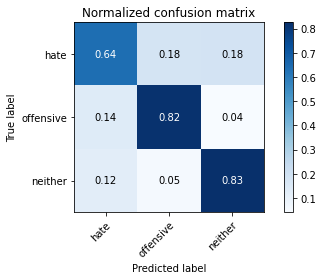 Normalized confusion matrix
True label
hate
0.64 0.18 0.18
offensive
0.14 0.82 0.04
neither
0.12 0.05 0.83
hate offensive neither
Predicted label
0.8
0.7
0.6
0.5
0.4
0.3
0.2
0.1